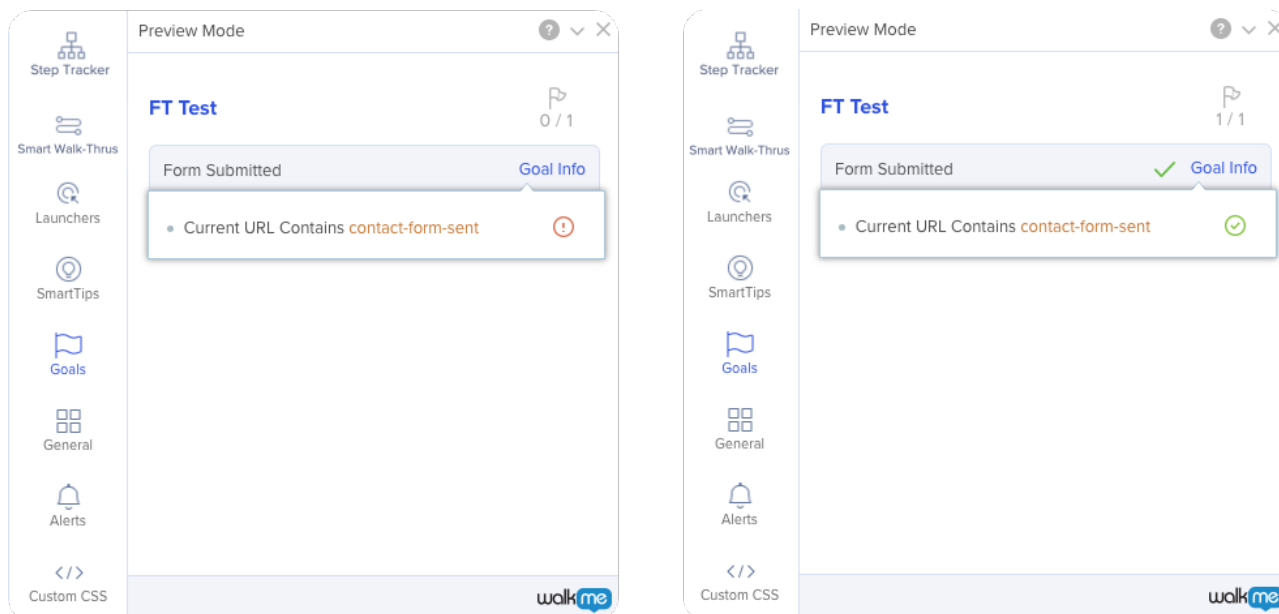 Preview Mode
?
Step Tracker
Smart Walk-Thrus
Launchers
SmartTips
Goals
General
Alerts
</>
Custom CSS
FT Test
0 / 1
Form Submitted
Goal Info
Current URL Contains contact-form-sent
walkme
Preview Mode
?
Step Tracker
Smart Walk-Thrus
Launchers
SmartTips
Goals
General
Alerts
</>
Custom CSS
FT Test
1 / 1
Form Submitted
Goal Info
Current URL Contains contact-form-sent
walkme